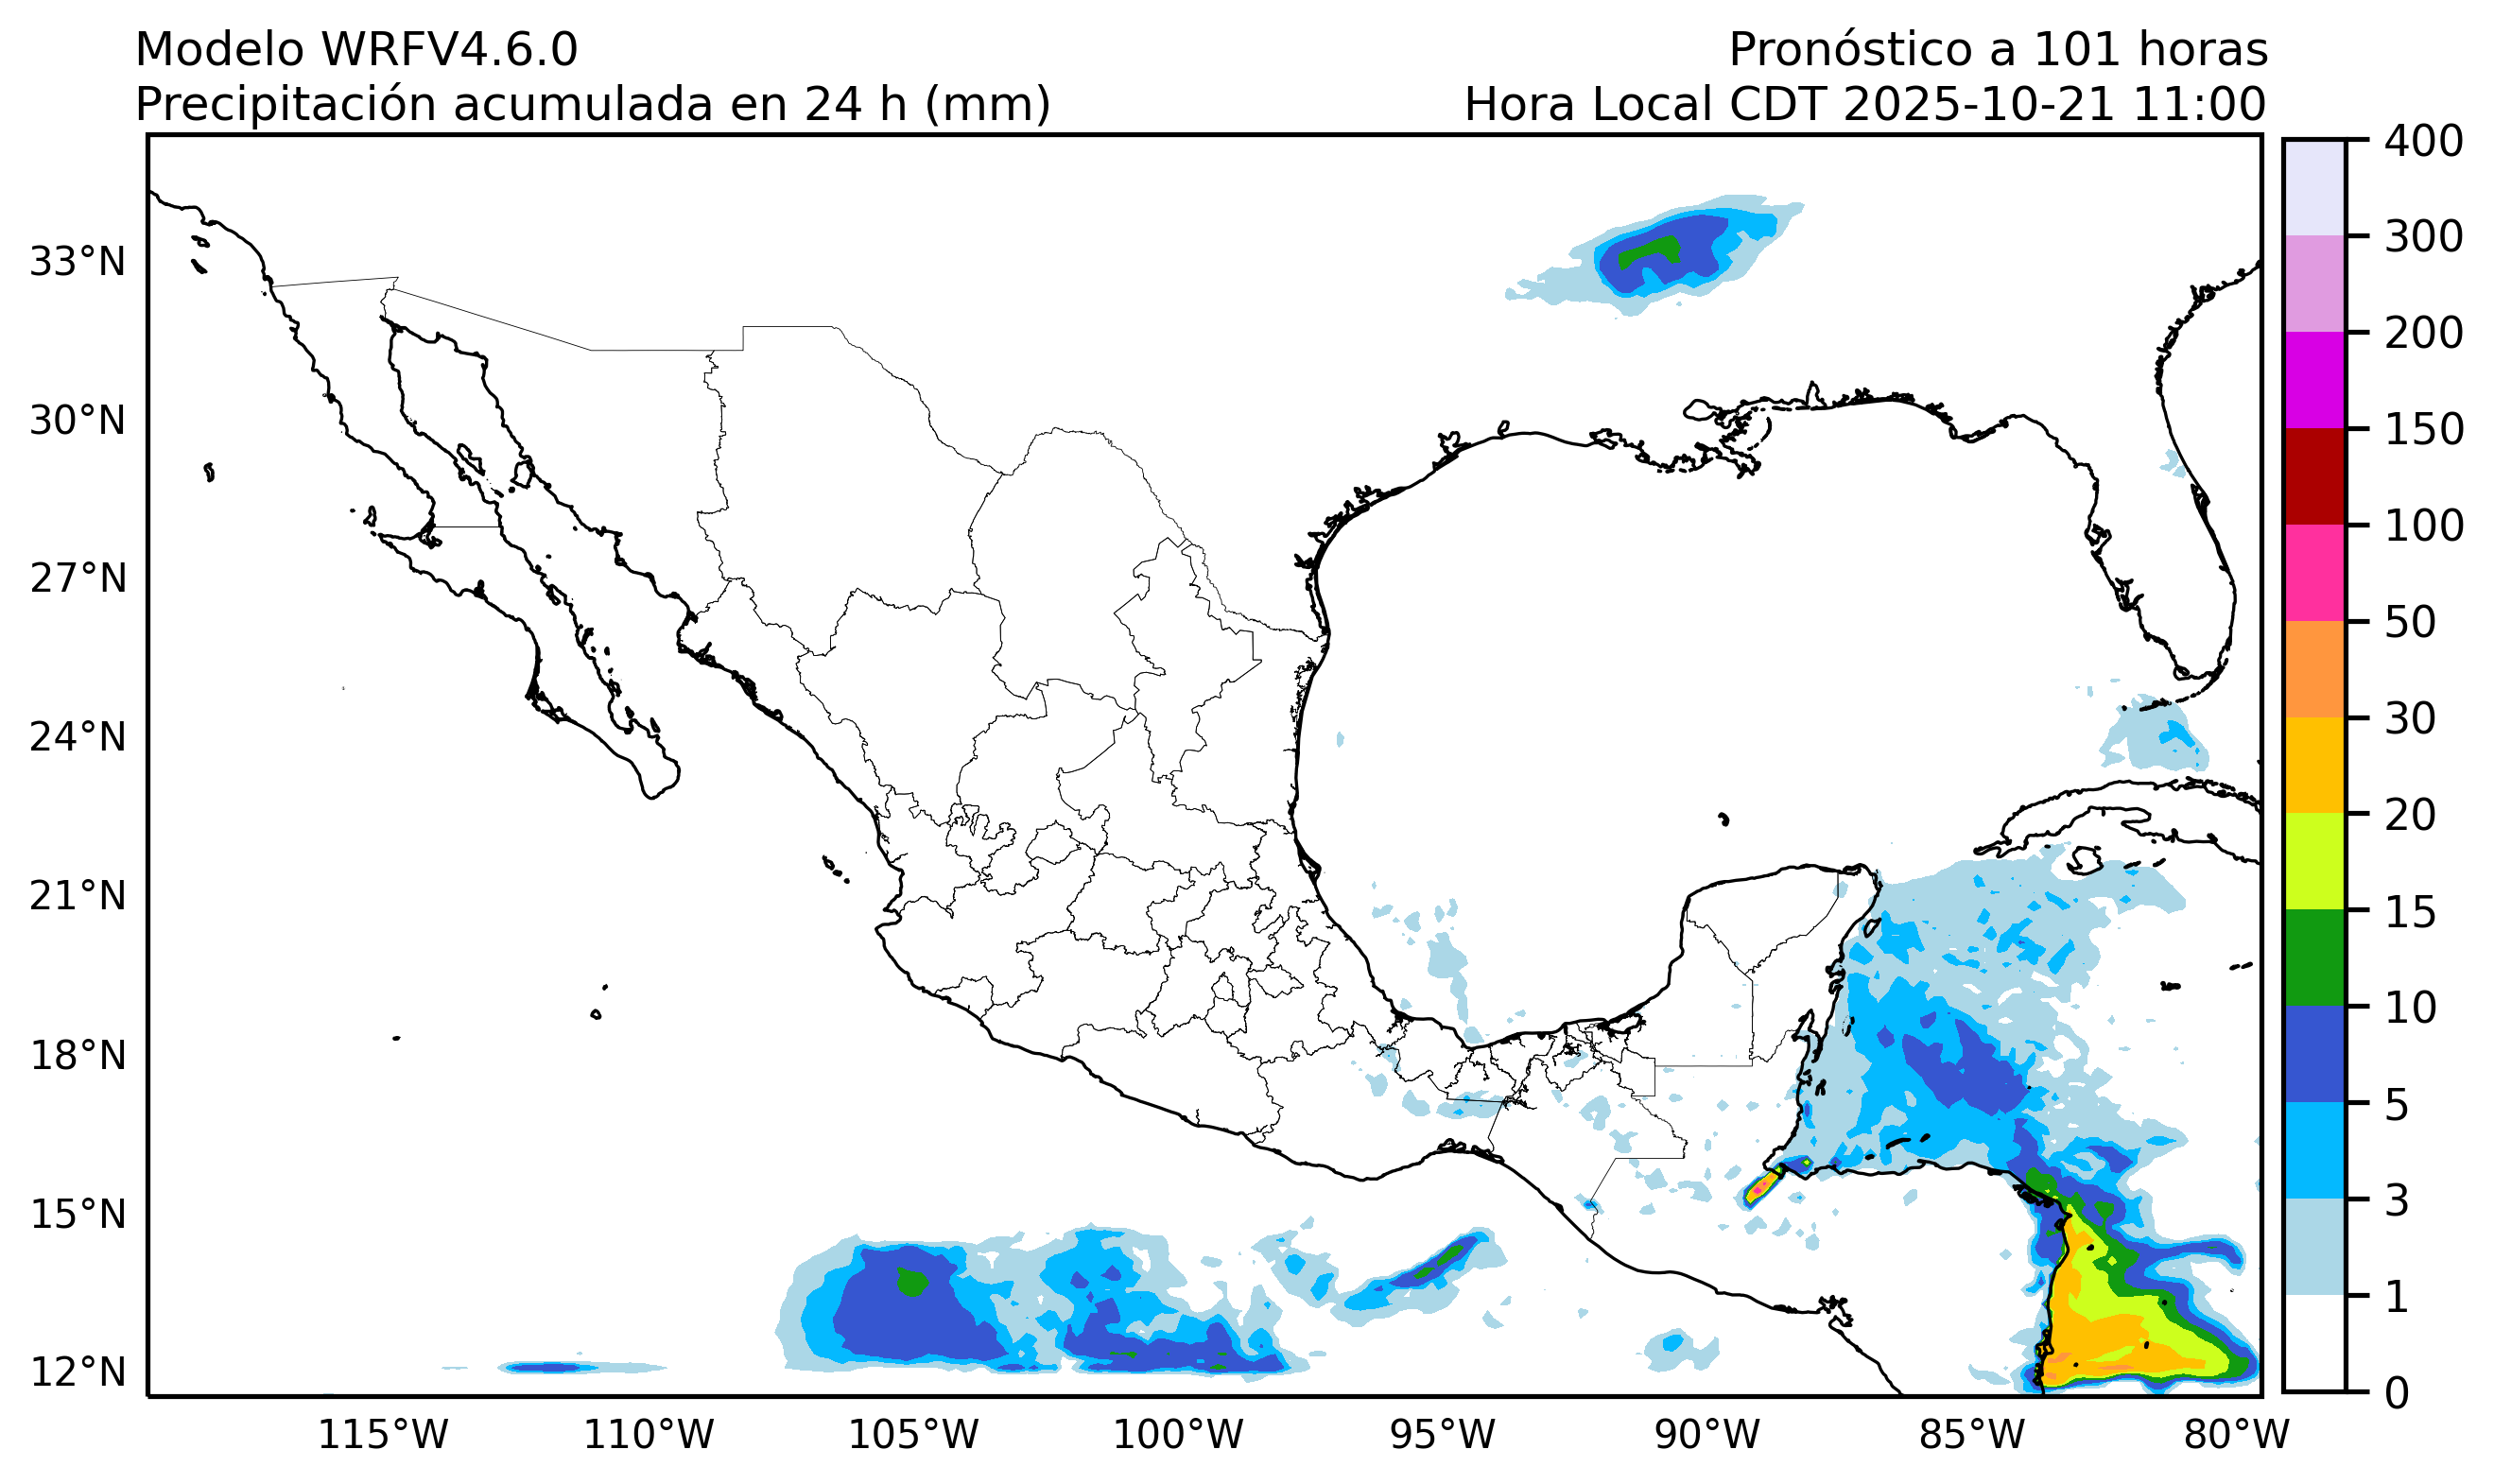 Modelo WRFV4.6.0
Pronóstico a 101 horas
Precipitación acumulada en 24 h (mm)
Hora Local CDT 2025-10-21 11:00
33°N
30°N
27°N
24°N
21°N
18°N
15°N
12°N
115°W
110°W
105°W
100°W
95°W
90°W
85°W
80°W
400
300
200
150
100
50
30
20
15
10
5
3
1
0